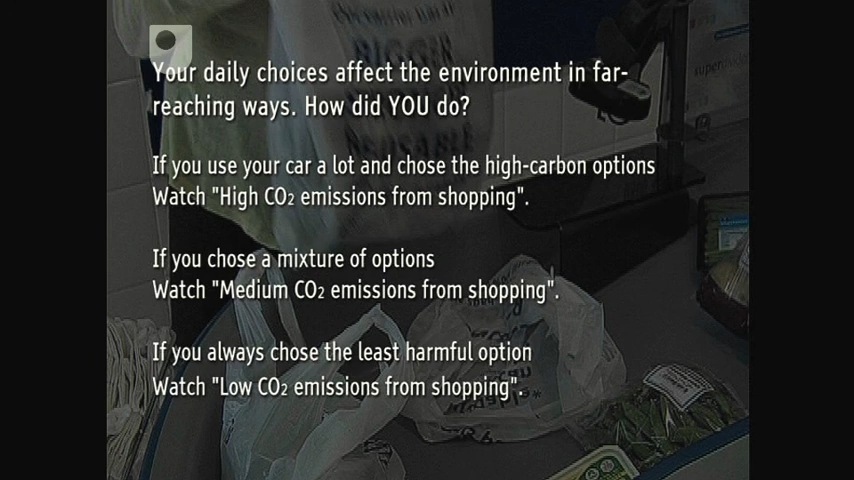 Your daily choices affect the environment in far-
reaching ways. How did YOU do?
If you use your car a lot and chose the high-carbon options
Watch "High CO2 emissions from shopping".
If you chose a mixture of options
Watch "Medium CO2 emissions from shopping".
If you always chose the least harmful option
Watch "Low CO2 emissions from shopping".